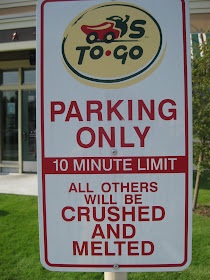 'S
TO·GO
PARKING
ONLY
10 MINUTE LIMIT
ALL OTHERS
WILL BE
CRUSHED
AND
MELTED